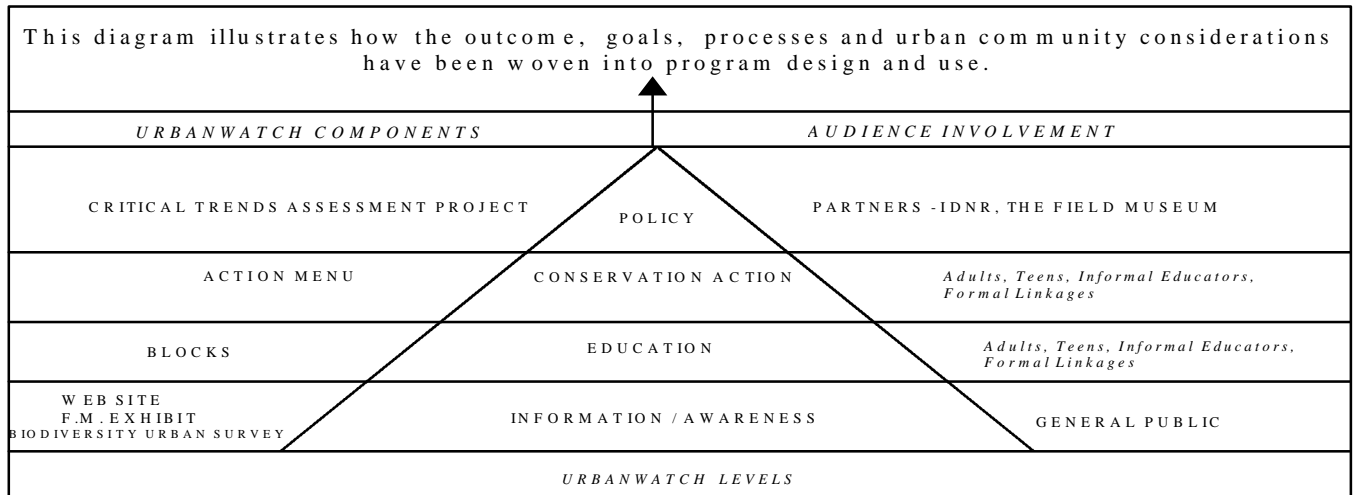 This diagram illustrates how the outcome, goals, processes and urban community considerations
have been woven into program design and use.
URBANWATCH COMPONENTS
AUDIENCE INVOLVEMENT
CRITICAL TRENDS ASSESSMENT PROJECT
POLICY
PARTNERS -IDNR, THE FIELD MUSEUM
ACTION MENU
CONSERVATION ACTION
Adults, Teens, Informal Educators,
Formal Linkages
BLOCKS
EDUCATION
Adults, Teens, Informal Educators,
Formal Linkages
WEB SITE
F.M. EXHIBIT
BIODIVERSITY URBAN SURVEY
INFORMATION / AWARENESS
GENERAL PUBLIC
URBANWATCH LEVELS